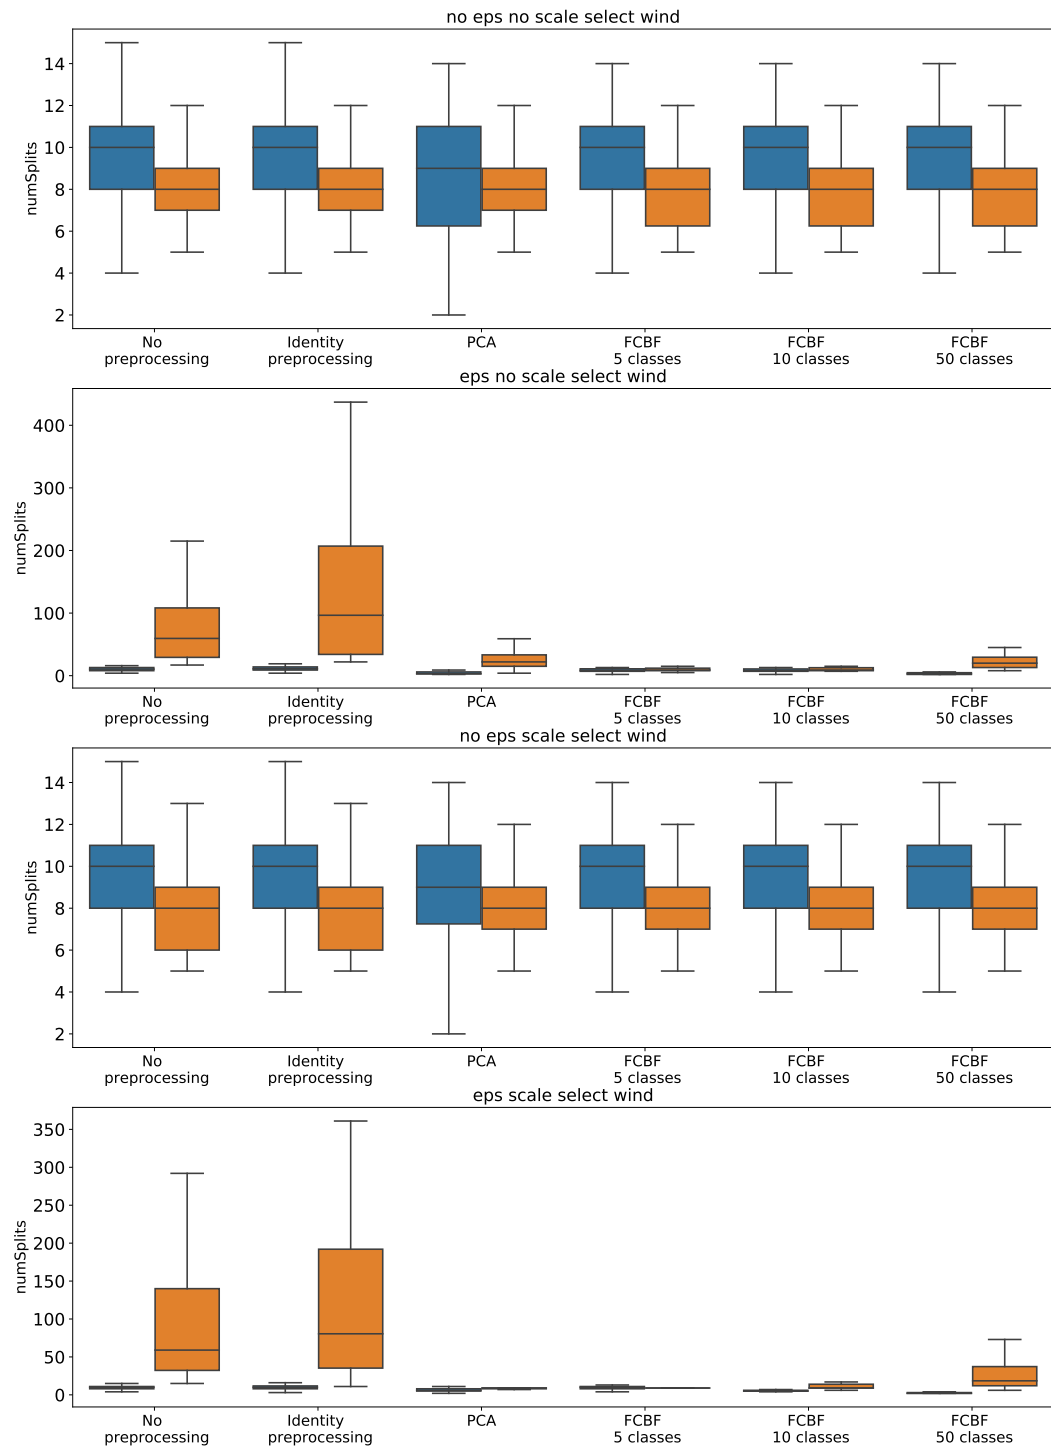 no eps no scale select wind
14
12
10
8
6
4
2
numSplits
No preprocessing
Identity preprocessing
PCA
FCBF 5 classes
FCBF 10 classes
FCBF 50 classes
eps no scale select wind
400
300
200
100
0
numSplits
No preprocessing
Identity preprocessing
PCA
FCBF 5 classes
FCBF 10 classes
FCBF 50 classes
no eps scale select wind
14
12
10
8
6
4
2
numSplits
No preprocessing
Identity preprocessing
PCA
FCBF 5 classes
FCBF 10 classes
FCBF 50 classes
eps scale select wind
350
300
250
200
150
100
50
0
numSplits
No preprocessing
Identity preprocessing
PCA
FCBF 5 classes
FCBF 10 classes
FCBF 50 classes